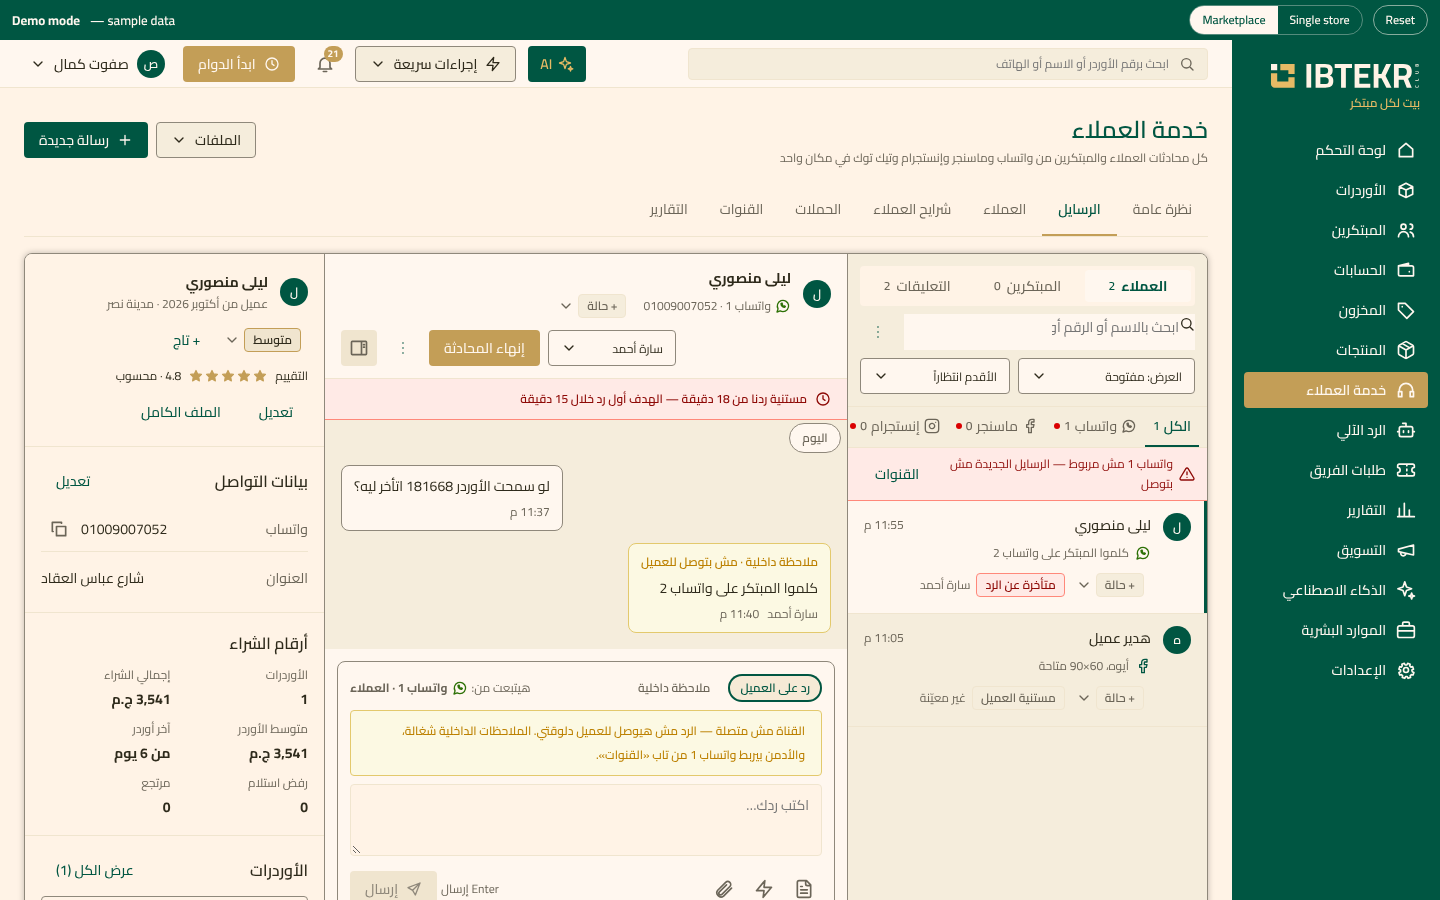 Demo mode — sample data
Marketplace
Single store
Reset
IBTEKR CLUB
بيت لكل مبتكر
لوحة التحكم
الأوردرات
المبتكرين
الحسابات
المخزون
المنتجات
خدمة العملاء
الرد الآلي
طلبات الفريق
التقارير
التسويق
الذكاء الاصطناعي
الموارد البشرية
الإعدادات
ابحث برقم الأوردر أو الاسم أو الهاتف
AI
إجراءات سريعة
21
ابدأ الدوام
ص
صفوت كمال
خدمة العملاء
كل محادثات العملاء والمبتكرين من واتساب وماسنجر وإنستجرام وتيك توك في مكان واحد
الملفات
رسالة جديدة
نظرة عامة
الرسايل
العملاء
شرايح العملاء
الحملات
القنوات
التقارير
العملاء 2
المبتكرين 0
التعليقات 2
ابحث بالاسم أو الرقم أو
العرض: مفتوحة
الأقدم انتظاراً
الكل 1
واتساب 1
ماسنجر 0
إنستجرام 0
واتساب 1 مش مربوط — الرسايل الجديدة مش
بتوصل
القنوات
ل
ليلى منصوري
11:55 م
كلموا المبتكر على واتساب 2
+ حالة
متأخرة عن الرد
سارة أحمد
ه
هدير عميل
11:05 م
أيوه، 60×90 متاحة
+ حالة
مستنية العميل
غير معيّنة
ل
ليلى منصوري
واتساب 1 · 01009007052
+ حالة
سارة أحمد
إنهاء المحادثة
مستنية ردنا من 18 دقيقة — الهدف أول رد خلال 15 دقيقة
اليوم
لو سمحت الأوردر 181668 اتأخر ليه؟
11:37 م
ملاحظة داخلية · مش بتوصل للعميل
كلموا المبتكر على واتساب 2
سارة أحمد 11:40 م
رد على العميل
ملاحظة داخلية
هيتبعت من: واتساب 1 · العملاء
القناة مش متصلة — الرد مش هيوصل للعميل دلوقتي. الملاحظات الداخلية شغالة،
والأدمن بيربط واتساب 1 من تاب «القنوات».
اكتب ردك...
Enter إرسال
إرسال
ل
ليلى منصوري
عميل من أكتوبر 2026 · مدينة نصر
متوسط
+ تاج
التقييم
4.8 · محسوب
تعديل
الملف الكامل
بيانات التواصل
تعديل
واتساب
01009007052
العنوان
شارع عباس العقاد
أرقام الشراء
الأوردرات
إجمالي الشراء
1
3,541 ج.م
متوسط الأوردر
آخر أوردر
3,541 ج.م
من 6 يوم
رفض استلام
مرتجع
0
0
الأوردرات
عرض الكل (1)